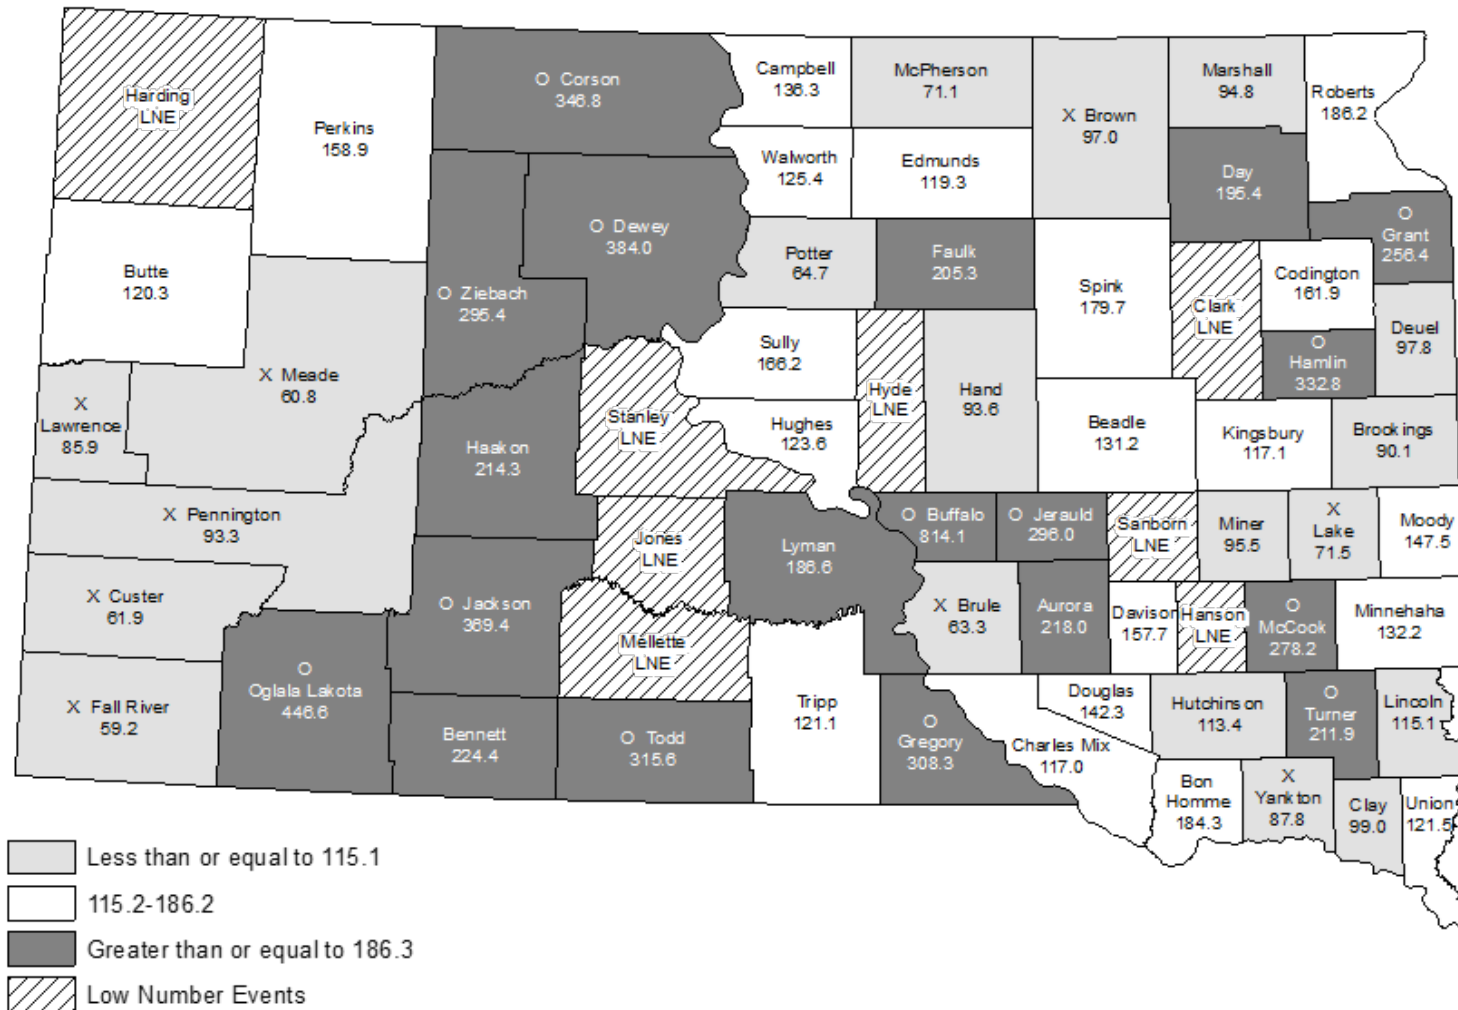 Harding
LNE
Perkins
158.9
O Corson
346.8
Campbell
136.3
McPherson
71.1
X Brown
97.0
Marshall
94.8
Roberts
186.2
Walworth
125.4
Edmunds
119.3
Day
195.4
O
Grant
256.4
Butte
120.3
O Ziebach
295.4
O Dewey
384.0
Potter
64.7
Faulk
205.3
Spink
179.7
Clark
LNE
Codington
161.9
Deuel
97.8
O
Hamlin
332.8
X Meade
60.8
X
Lawrence
85.9
Sully
166.2
Hyde
LNE
Hand
93.6
Stanley
LNE
Hughes
123.6
Beadle
131.2
Kingsbury
117.1
Brookings
90.1
Haakon
214.3
X Pennington
93.3
Jones
LNE
Lyman
186.6
O Buffalo
814.1
O Jerauld
296.0
Sanborn
LNE
Miner
95.5
X
Lake
71.5
Moody
147.5
X Custer
61.9
O Jackson
369.4
Mellette
LNE
X Brule
63.3
Aurora
218.0
Davison
157.7
Hanson
LNE
O
McCook
278.2
Minnehaha
132.2
X Fall River
59.2
O
Oglala Lakota
446.6
Bennett
224.4
O Todd
315.6
Tripp
121.1
O
Gregory
308.3
Charles Mix
117.0
Douglas
142.3
Hutchinson
113.4
O
Turner
211.9
Lincoln
115.1
Bon
Homme
184.3
X
Yankton
87.8
Clay
99.0
Union
121.5
Less than or equal to 115.1
115.2-186.2
Greater than or equal to 186.3
Low Number Events